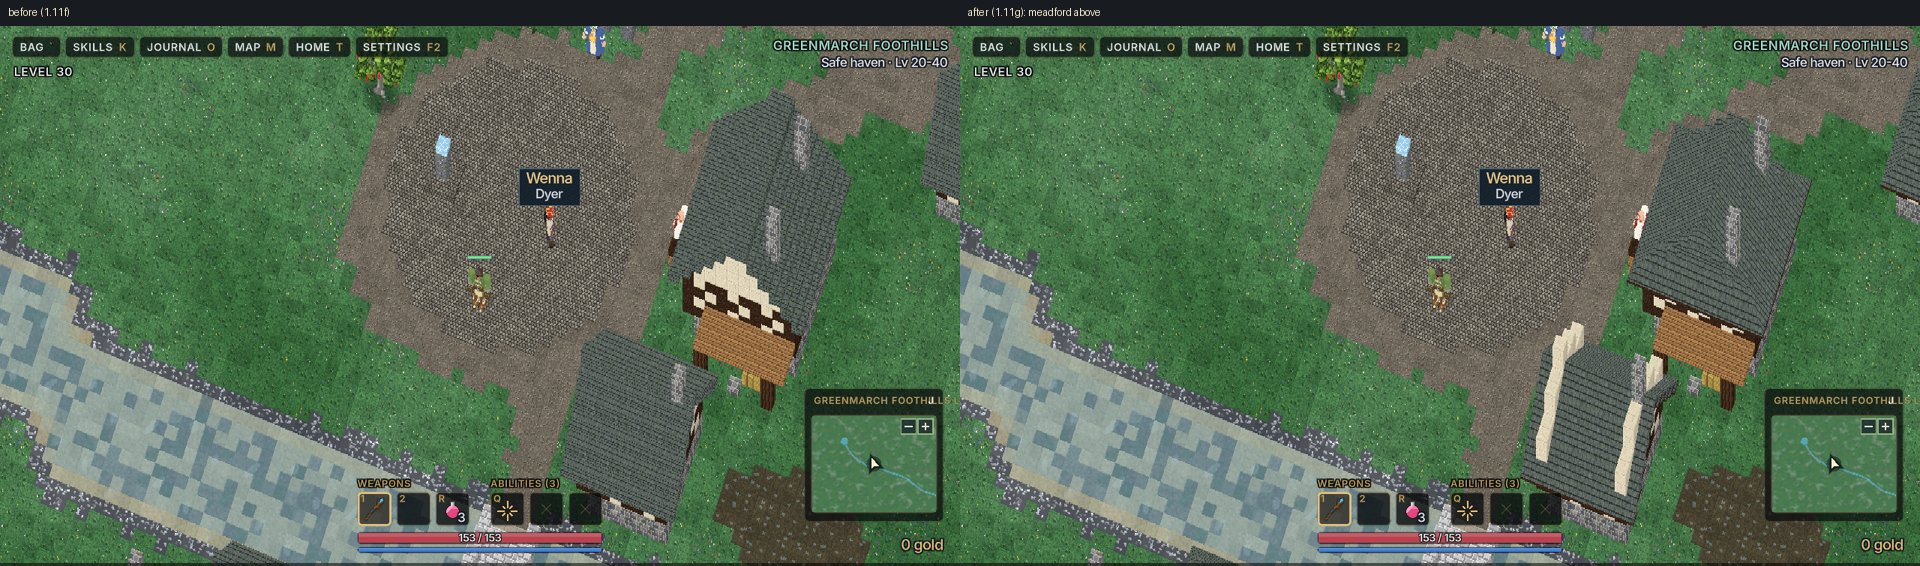 before (1.11f)
BAG `
SKILLS K
JOURNAL O
MAP M
HOME T
SETTINGS F2
LEVEL 30
GREENMARCH FOOTHILLS
Safe haven · Lv 20-40
Wenna
Dyer
GREENMARCH FOOTHILLS
WEAPONS
ABILITIES (3)
1
2
R
3
Q
153 / 153
0 gold
after (1.11g): meadford above
BAG `
SKILLS K
JOURNAL O
MAP M
HOME T
SETTINGS F2
LEVEL 30
GREENMARCH FOOTHILLS
Safe haven · Lv 20-40
Wenna
Dyer
GREENMARCH FOOTHILLS
WEAPONS
ABILITIES (3)
1
2
R
3
Q
153 / 153
0 gold